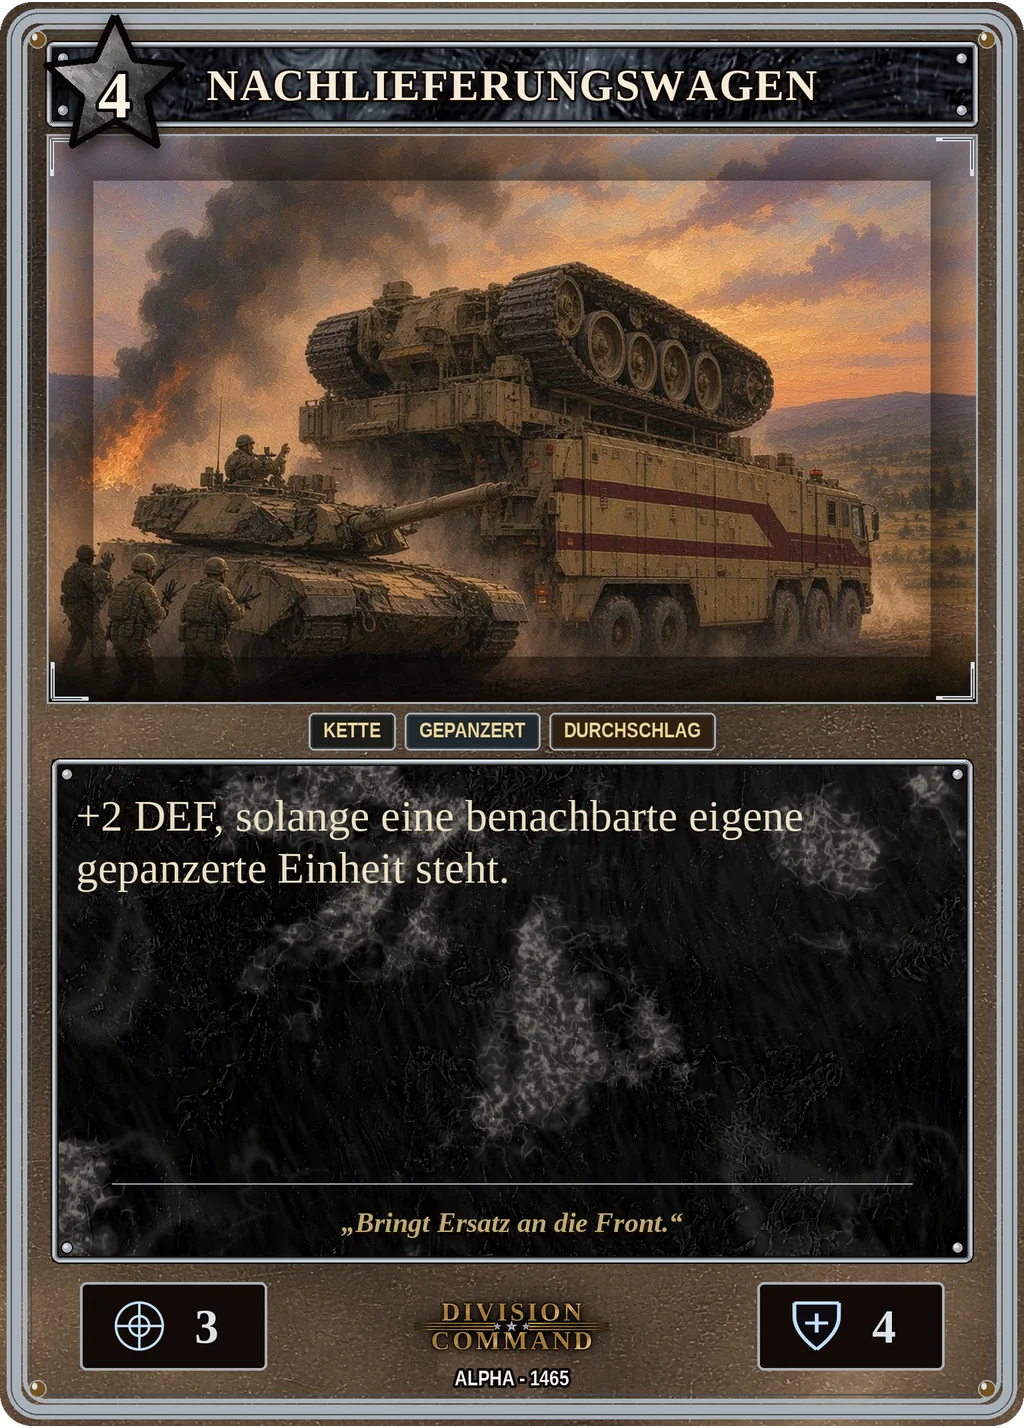 4
NACHLIEFERUNGSWAGEN
KETTE GEPANZERT DURCHSCHLAG
+2 DEF, solange eine benachbarte eigene
gepanzerte Einheit steht.
„Bringt Ersatz an die Front.“
3
DIVISION
COMMAND
4
ALPHA - 1465